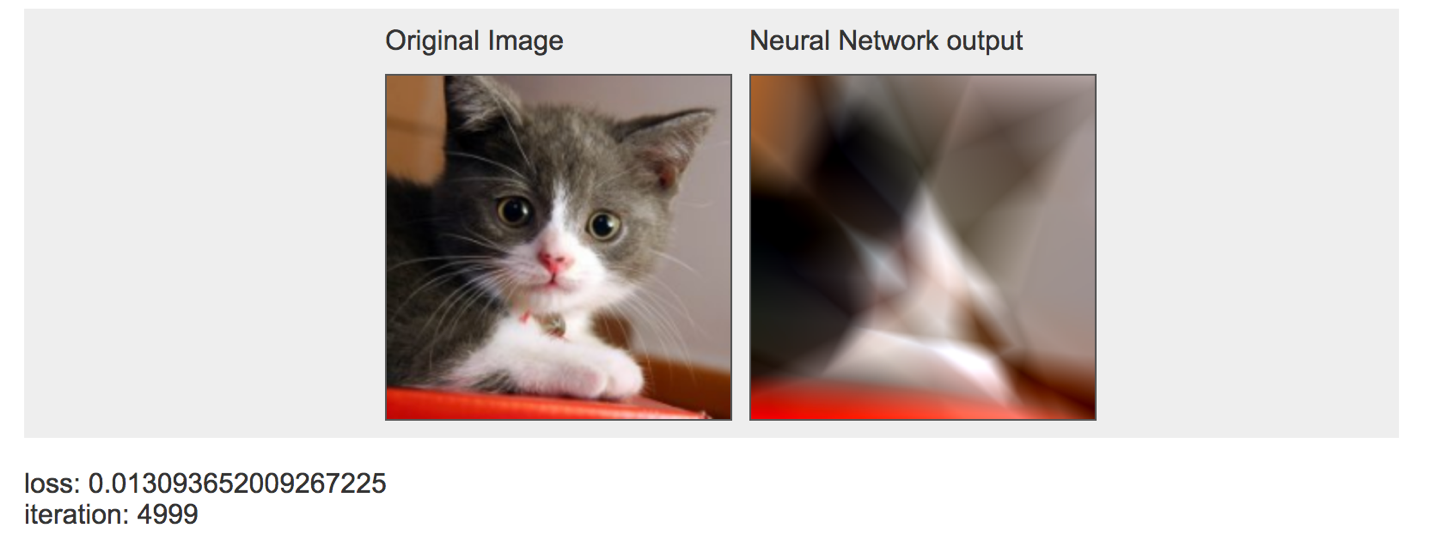 Original Image
Neural Network output
loss: 0.013093652009267225
iteration: 4999